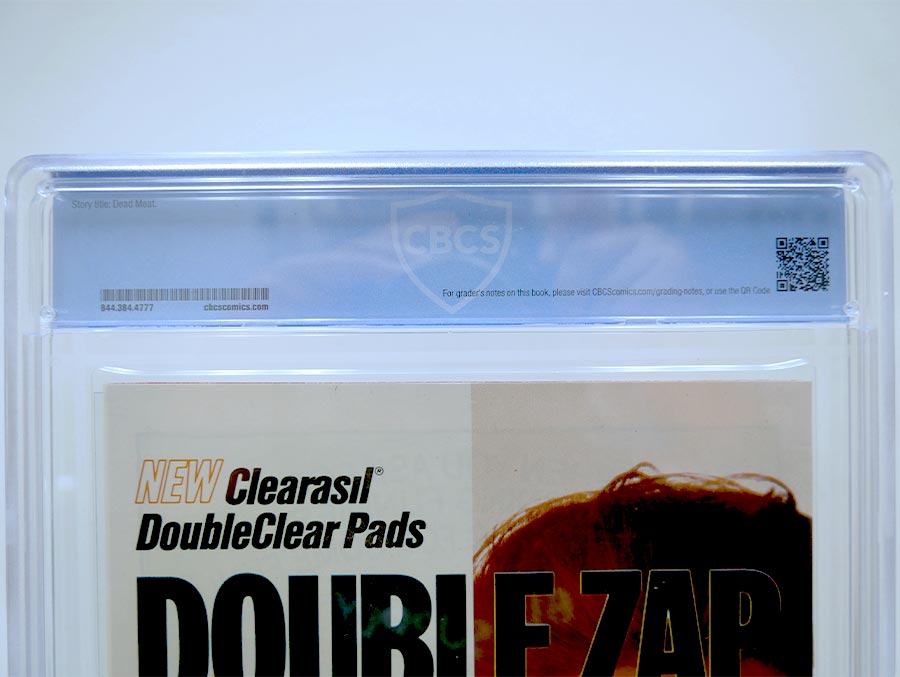 Story title: Dead Meat.
CBCS
844.384.4777
cbcscomics.com
For grader's notes on this book, please visit CBCScomics.com/grading-notes, or use the QR Code
NEW Clearasil®
DoubleClear Pads
DOUBLE ZAP